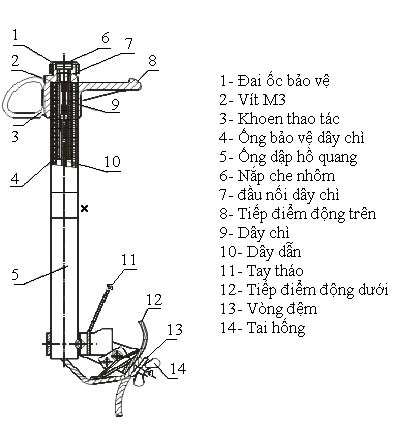 1
6
2
7
8
3
9
4
10
5
11
12
13
14
1- Đai ốc bảo vệ
2- Vít M3
3- Khoen thao tác
4- Ống bảo vệ dây chì
5- Ống dập hồ quang
6- Nắp che nhôm
7- đầu nối dây chì
8- Tiếp điểm động trên
9- Dây chì
10- Dây dẫn
11- Tay tháo
12- Tiếp điểm động dưới
13- Vòng đệm
14- Tai hồng